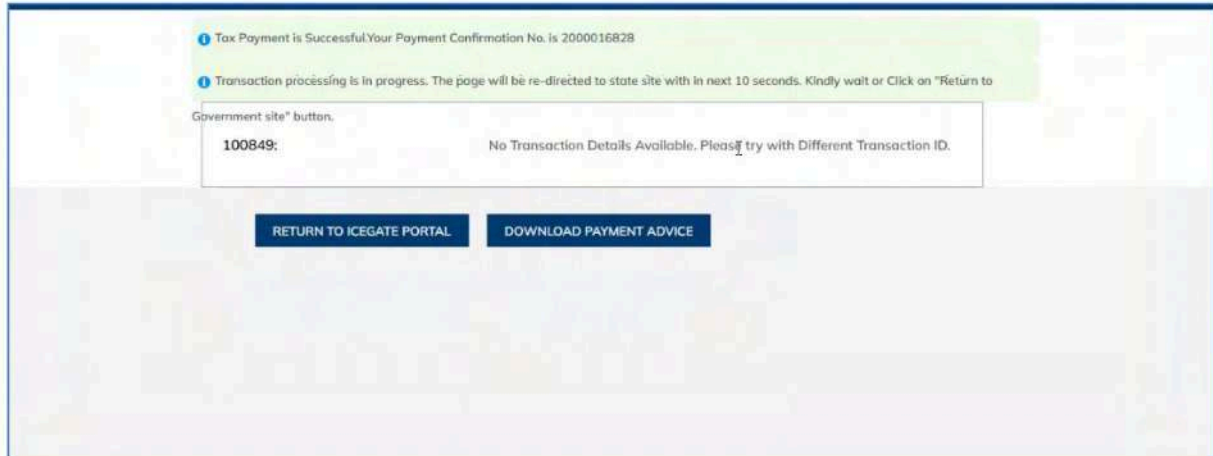 Tax Payment is Successful.Your Payment Confirmation No. is 2000016828
Transaction processing is in progress. The page will be re-directed to state site with in next 10 seconds. Kindly wait or Click on "Return to
Government site" button.
100849: No Transaction Details Available. Please try with Different Transaction ID.
RETURN TO ICEGATE PORTAL DOWNLOAD PAYMENT ADVICE